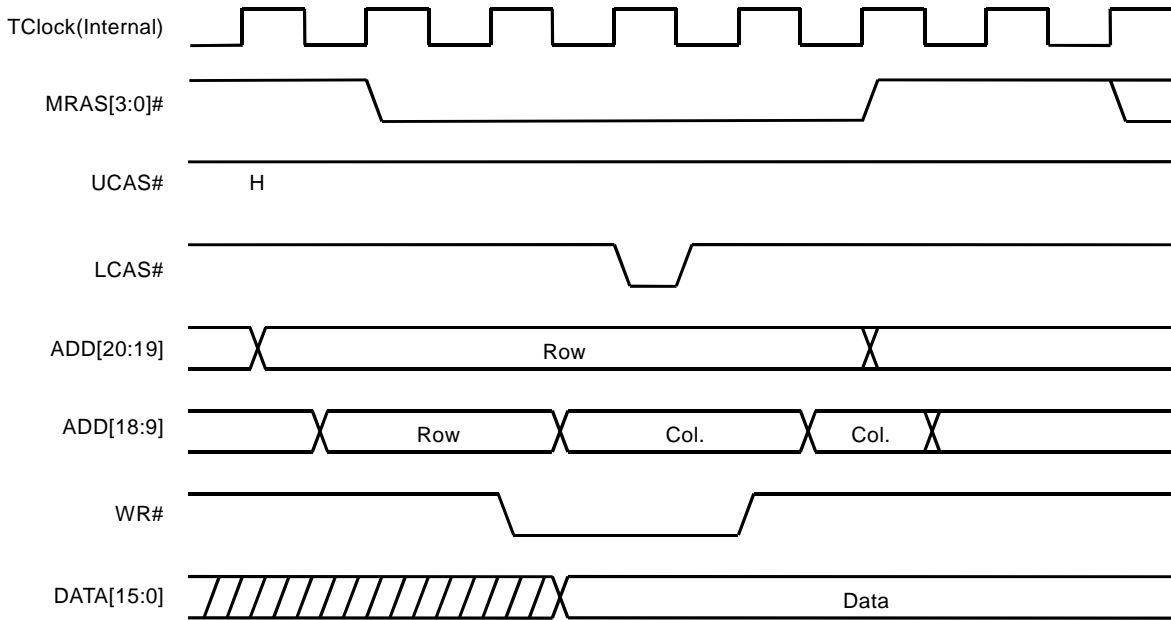 TClock(Internal)
MRAS[3:0]#
UCAS#
H
LCAS#
ADD[20:19]
Row
ADD[18:9]
Row
Col.
Col.
WR#
DATA[15:0]
Data